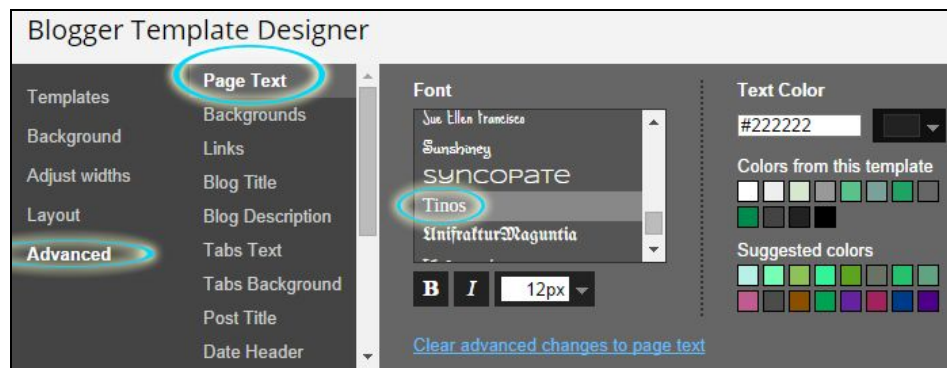 Blogger Template Designer
Templates
Background
Adjust widths
Layout
Advanced
Page Text
Backgrounds
Links
Blog Title
Blog Description
Tabs Text
Tabs Background
Post Title
Date Header
Font
Sue Ellen Francisco
Sunshiney
syncopate
Tinos
UnifrakturMaguntia
B I 12px
Clear advanced changes to page text
Text Color
#222222
Colors from this template
Suggested colors